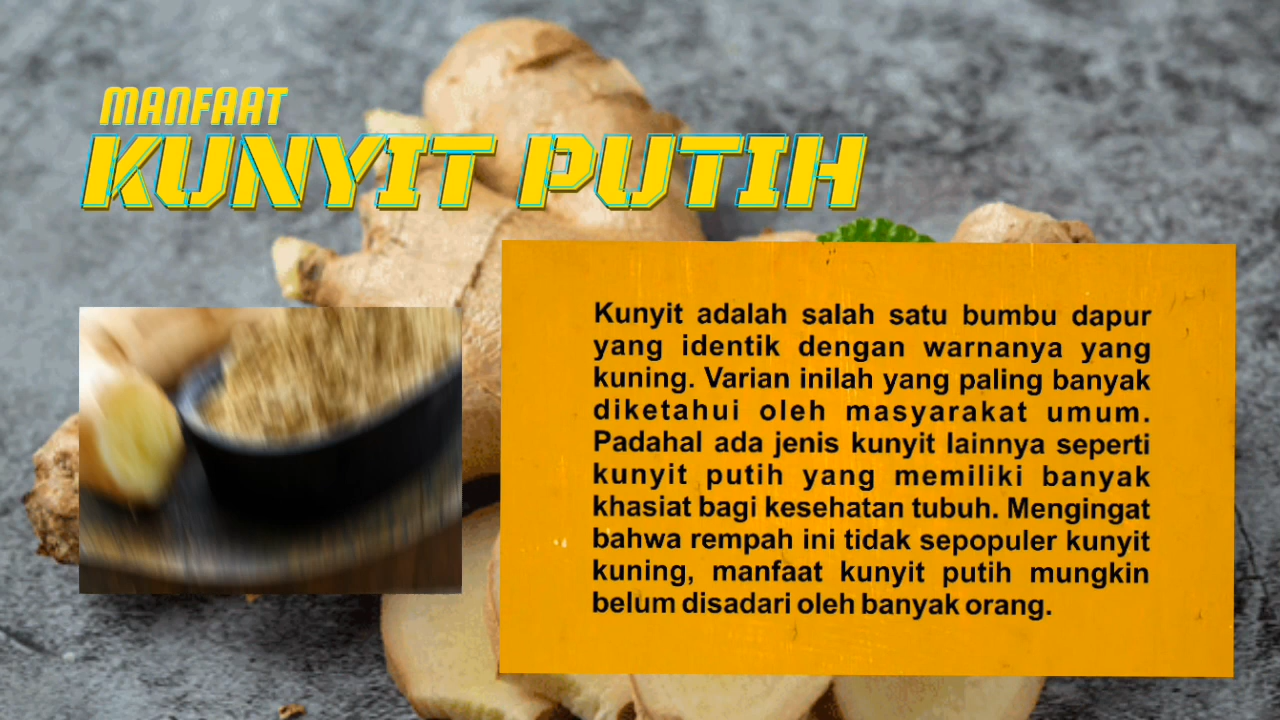 MANFAAT
KUNYIT PUTIH
Kunyit adalah salah satu bumbu dapur
yang identik dengan warnanya yang
kuning. Varian inilah yang paling banyak
diketahui oleh masyarakat umum.
Padahal ada jenis kunyit lainnya seperti
kunyit putih yang memiliki banyak
khasiat bagi kesehatan tubuh. Mengingat
bahwa rempah ini tidak sepopuler kunyit
kuning, manfaat kunyit putih mungkin
belum disadari oleh banyak orang.